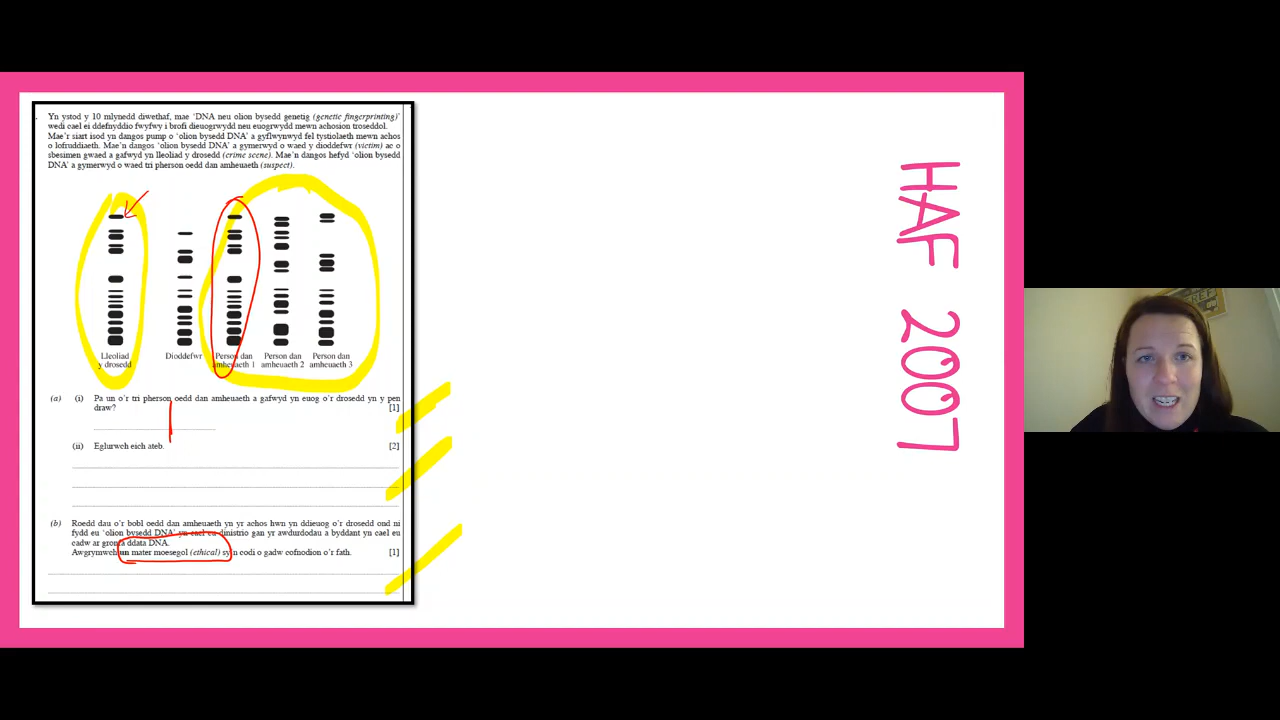 Yn ystod y 10 mlynedd diwethaf, mae 'DNA neu olion bysedd genetig (genetic fingerprinting)'
wedi cael ei ddefnyddio fwyfwy i brofi dieuogrwydd neu euogrwydd mewn achosion troseddol.
Mae'r siart isod yn dangos pump o 'olion bysedd DNA' a gyflwynwyd fel tystiolaeth mewn achos
o lofruddiaeth. Mae'n dangos 'olion bysedd DNA' a gymerwyd o waed y dioddefwr (victim) ac o
sbesimen gwaed a gafwyd yn lleoliad y drosedd (crime scene). Mae'n dangos hefyd 'olion bysedd
DNA' a gymerwyd o waed tri pherson oedd dan amheuaeth (suspect).
Lleoliad
y drosedd
Dioddefwr
Person dan
amheuaeth 1
Person dan
amheuaeth 2
Person dan
amheuaeth 3
(a) (i) Pa un o'r tri pherson oedd dan amheuaeth a gafwyd yn euog o'r drosedd yn y pen
draw? [1]
1
(ii) Eglurwch eich ateb. [2]
(b) Roedd dau o'r bobl oedd dan amheuaeth yn yr achos hwn yn ddieuog o'r drosedd ond ni
fydd eu 'olion bysedd DNA' yn cael eu dinistrio gan yr awdurdodau a byddant yn cael eu
cadw ar gronfa ddata DNA.
Awgrymwch un mater moesegol (ethical) sy'n codi o gadw cofnodion o'r fath. [1]
HAF 2007